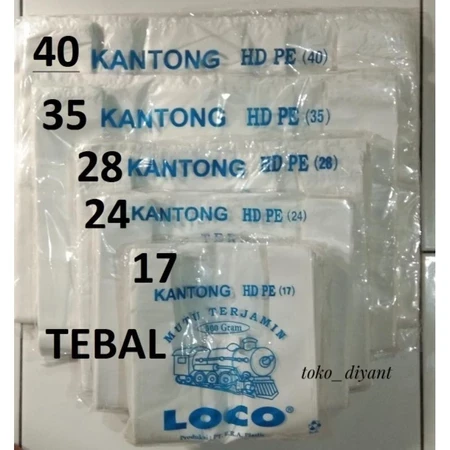 40 KANTONG HD PE (40)
35 KANTONG HD PE (35)
28 KANTONG HD PE (28)
24 KANTONG HD PE (24)
17
KANTONG HD PE (17)
MUTU TERJAMIN
TEBAL
toko_diyant
LOCO®